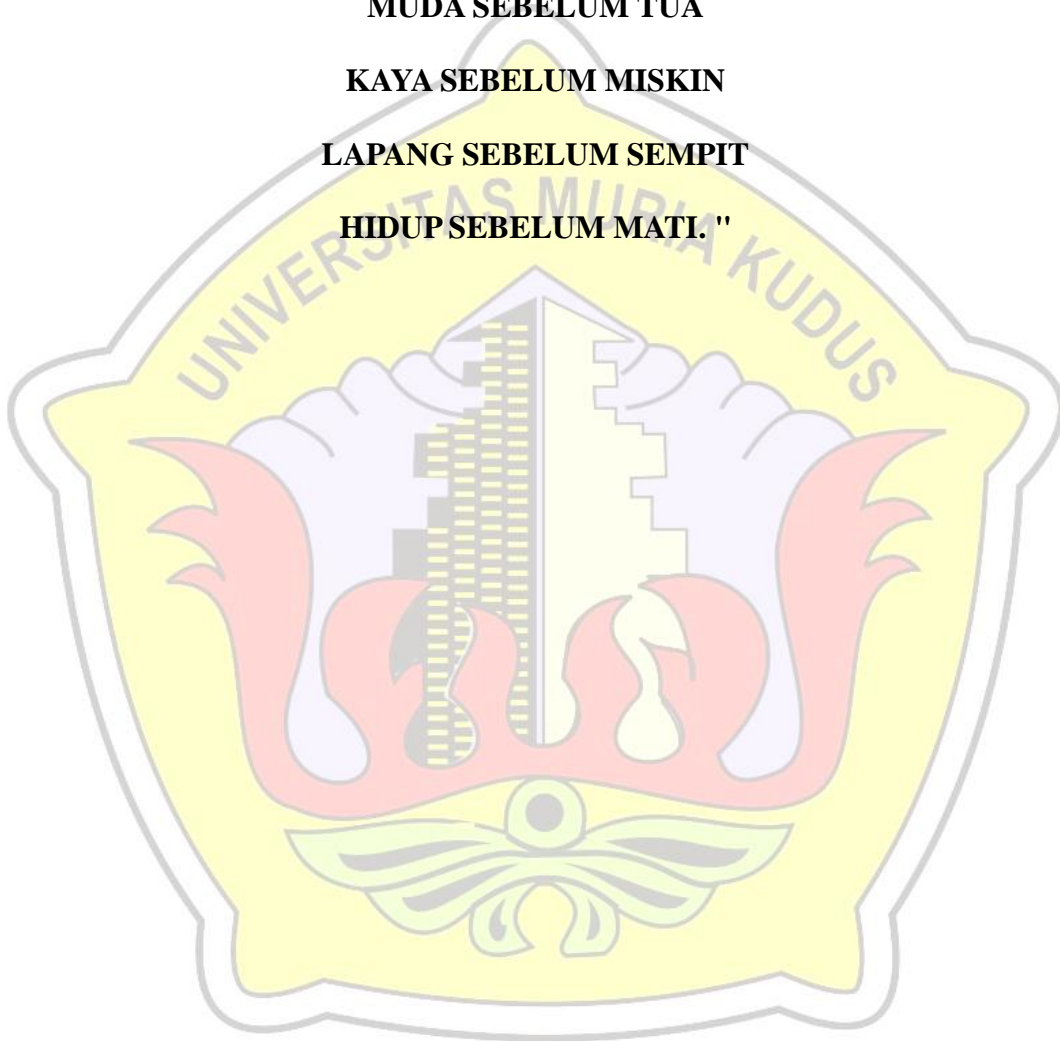 MUDA SEBELUM TUA
KAYA SEBELUM MISKIN
LAPANG SEBELUM SEMPIT
HIDUP SEBELUM MATI. "
UNIVERSITAS MURIA KUDUS